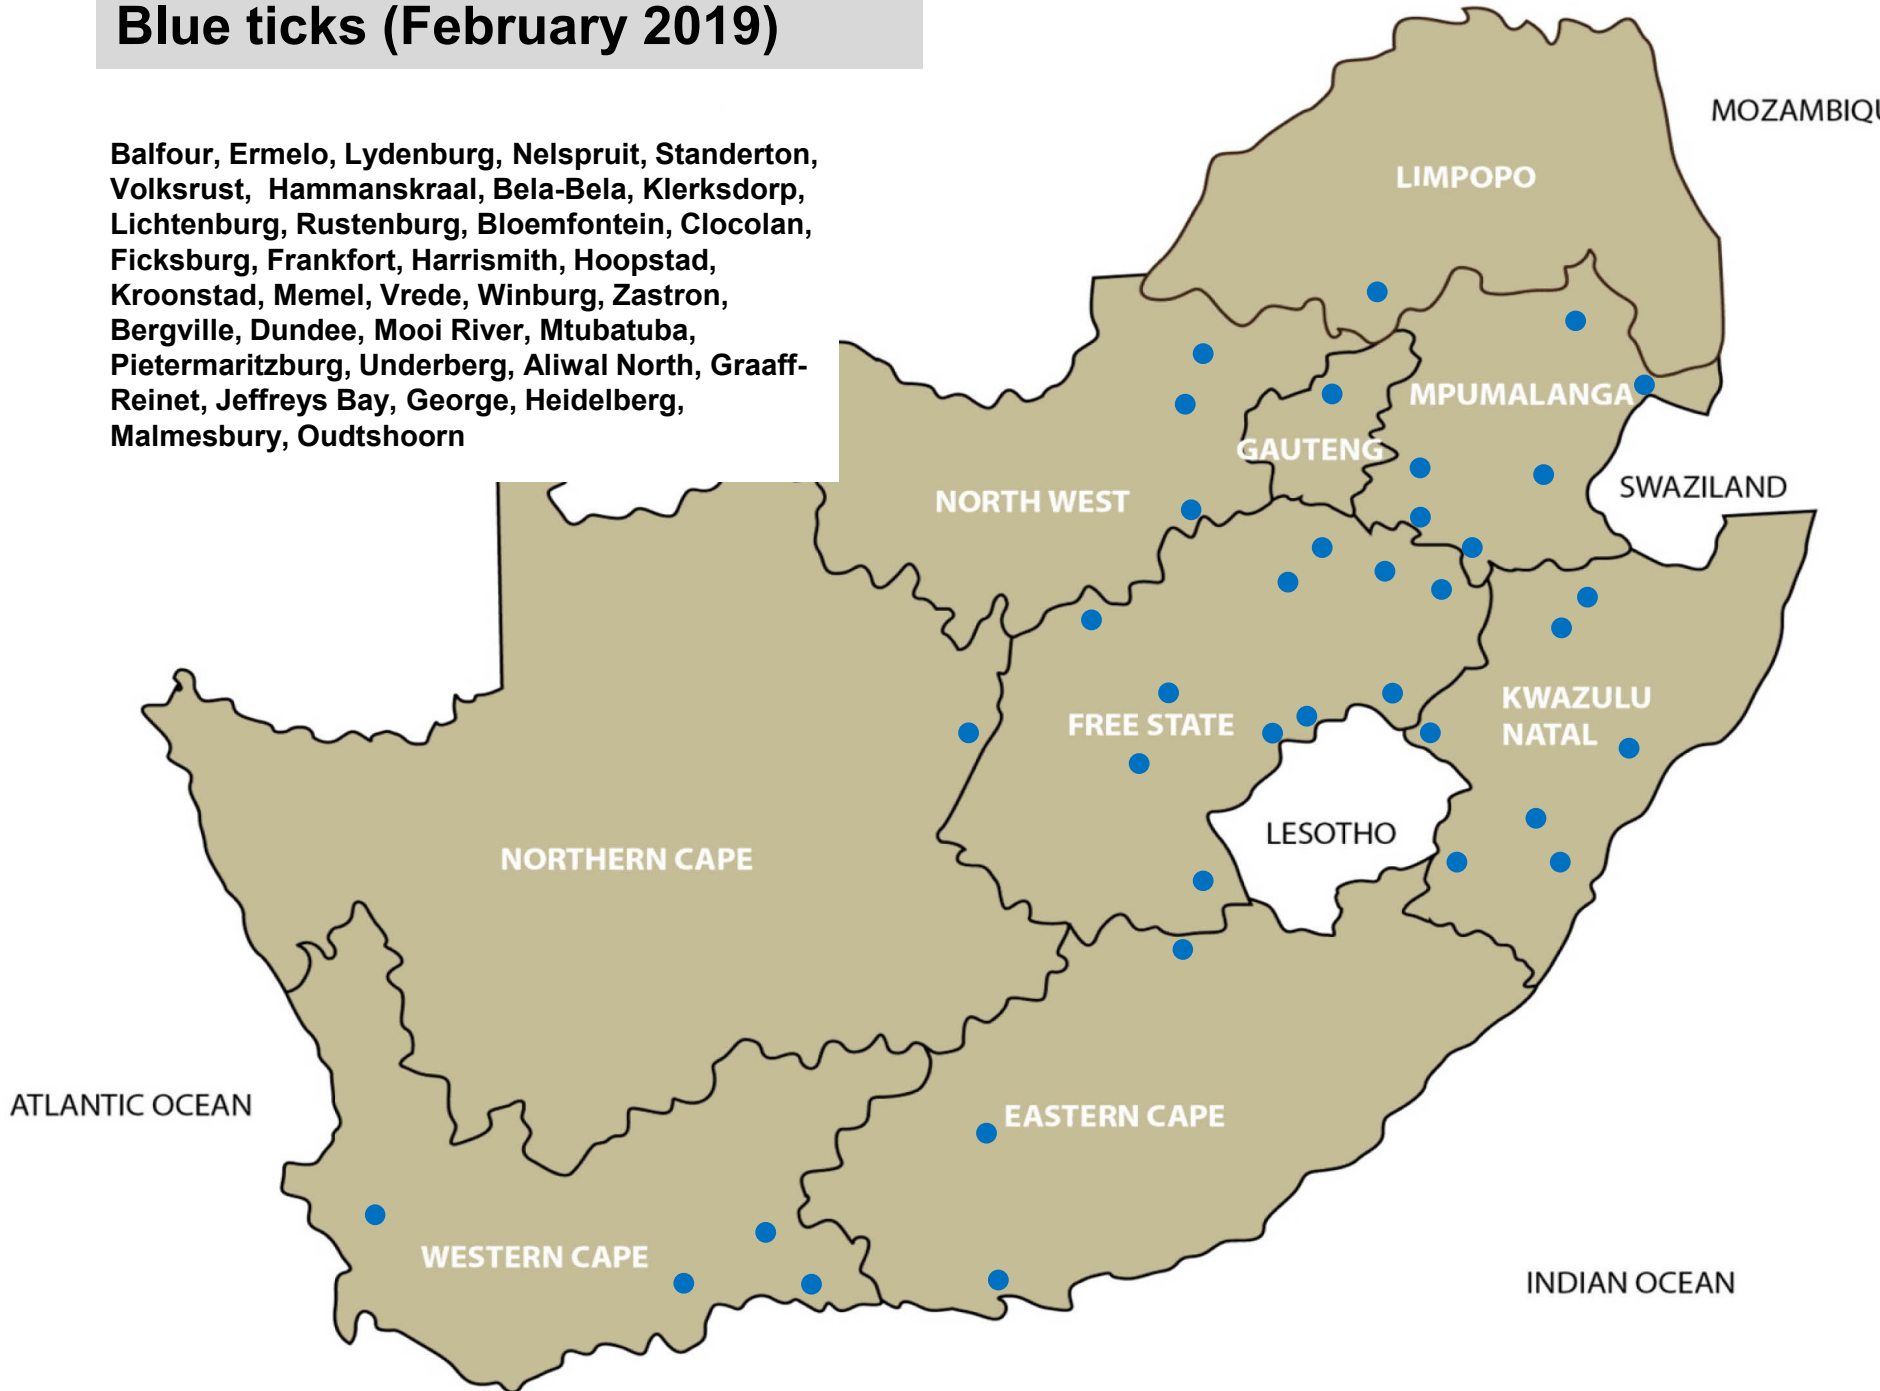 Blue ticks (February 2019)
Balfour, Ermelo, Lydenburg, Nelspruit, Standerton,
Volksrust, Hammanskraal, Bela-Bela, Klerksdorp,
Lichtenburg, Rustenburg, Bloemfontein, Clocolan,
Ficksburg, Frankfort, Harrismith, Hoopstad,
Kroonstad, Memel, Vrede, Winburg, Zastron,
Bergville, Dundee, Mooi River, Mtubatuba,
Pietermaritzburg, Underberg, Aliwal North, Graaff-
Reinet, Jeffreys Bay, George, Heidelberg,
Malmesbury, Oudtshoorn
MOZAMBIQU
LIMPOPO
MPUMALANGA
GAUTENG
SWAZILAND
NORTH WEST
KWAZULU
NATAL
FREE STATE
LESOTHO
NORTHERN CAPE
ATLANTIC OCEAN
EASTERN CAPE
WESTERN CAPE
INDIAN OCEAN